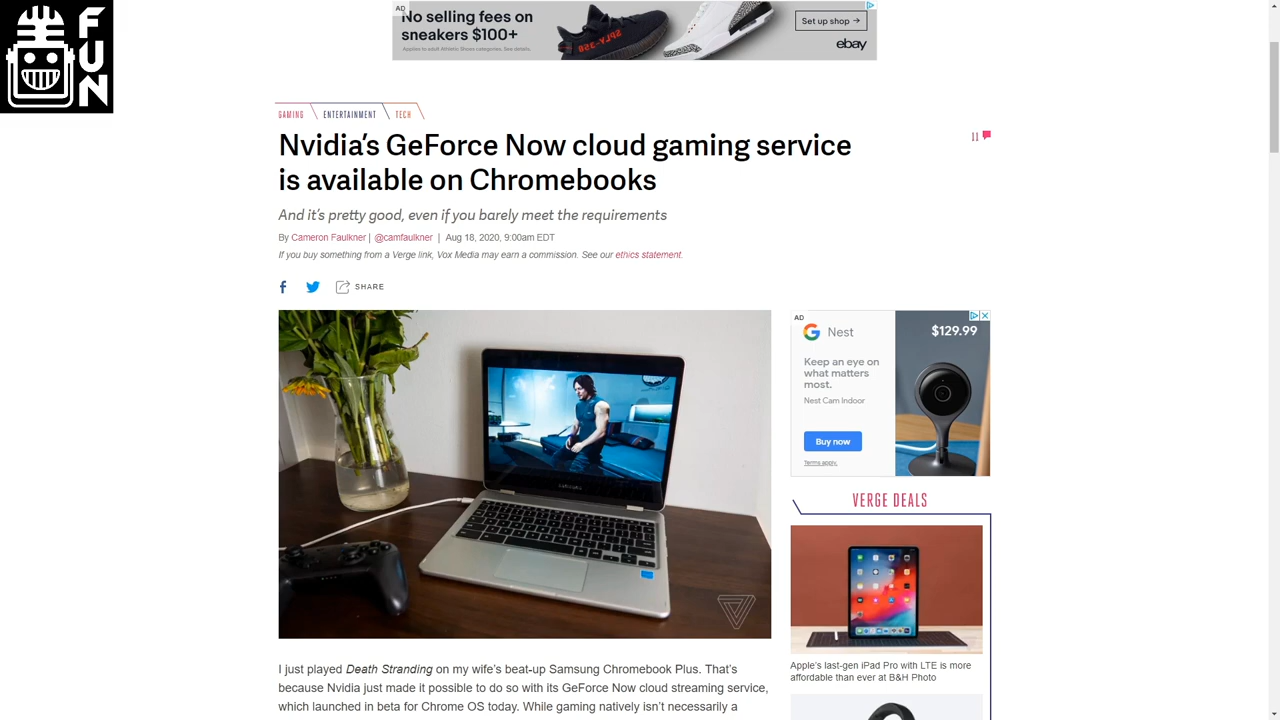 FUN
AD
No selling fees on
sneakers $100+
Applies to adult Athletic Shoes categories. See details.
SPLY-350
Set up shop →
ebay
GAMING
ENTERTAINMENT
TECH
Nvidia’s GeForce Now cloud gaming service
is available on Chromebooks
11
And it’s pretty good, even if you barely meet the requirements
By Cameron Faulkner | @camfaulkner | Aug 18, 2020, 9:00am EDT
If you buy something from a Verge link, Vox Media may earn a commission. See our ethics statement.
SHARE
SAMSUNG
AD
Nest
$129.99
Keep an eye on
what matters
most.
Nest Cam Indoor
Buy now
Terms apply.
VERGE DEALS
Apple’s last-gen iPad Pro with LTE is more
affordable than ever at B&H Photo
I just played Death Stranding on my wife’s beat-up Samsung Chromebook Plus. That’s
because Nvidia just made it possible to do so with its GeForce Now cloud streaming service,
which launched in beta for Chrome OS today. While gaming natively isn’t necessarily a